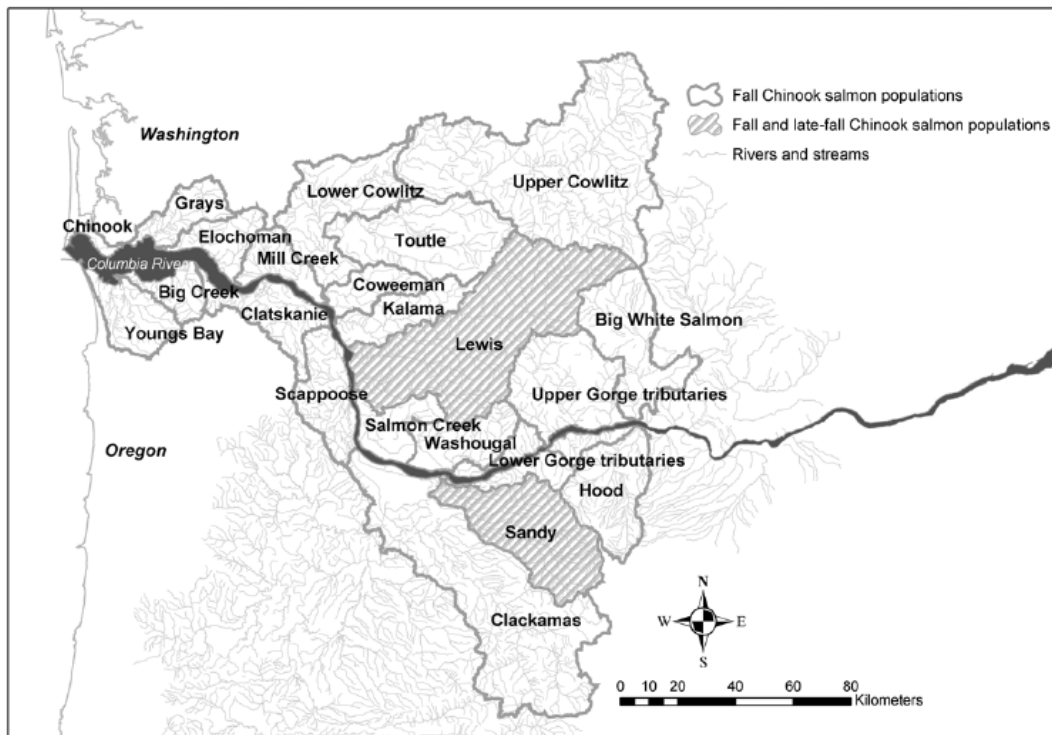 Fall Chinook salmon populations
Fall and late-fall Chinook salmon populations
Rivers and streams
Washington
Upper Cowlitz
Lower Cowlitz
Grays
Chinook
Elochoman
Toutle
Columbia River
Mill Creek
Coweeman
Big Creek
Kalama
Clatskanie
Big White Salmon
Youngs Bay
Lewis
Scappoose
Upper Gorge tributaries
Salmon Creek
Washougal
Oregon
Lower Gorge tributaries
Hood
Sandy
Clackamas
N
W E
S
0 10 20 40 60 80
Kilometers